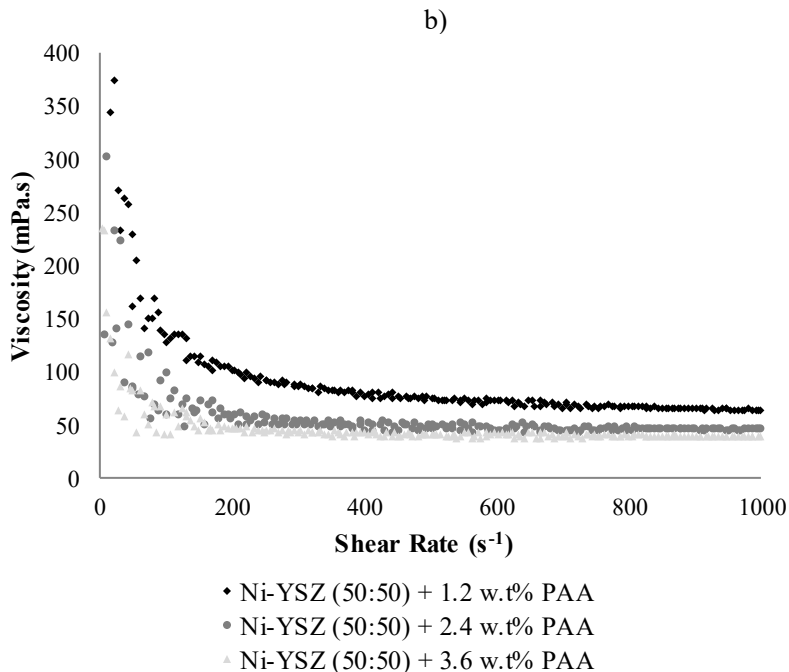 b)
400
350
300
250
200
150
100
50
0
Viscosity (mPa.s)
0 200 400 600 800 1000
Shear Rate (s⁻¹)
Ni-YSZ (50:50) + 1.2 w.t% PAA
Ni-YSZ (50:50) + 2.4 w.t% PAA
Ni-YSZ (50:50) + 3.6 w.t% PAA